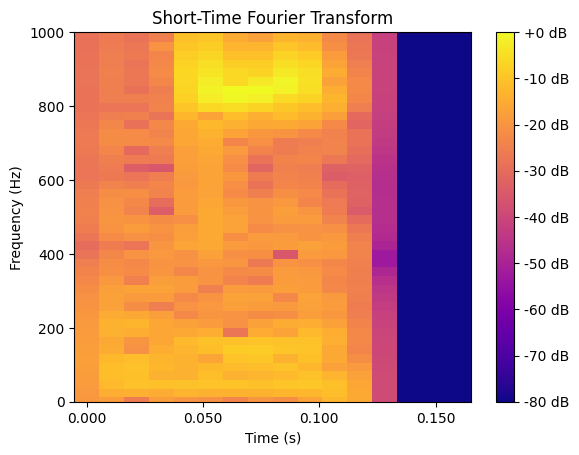 Short-Time Fourier Transform
Frequency (Hz)
1000
800
600
400
200
0
0.000
0.050
0.100
0.150
Time (s)
+0 dB
-10 dB
-20 dB
-30 dB
-40 dB
-50 dB
-60 dB
-70 dB
-80 dB